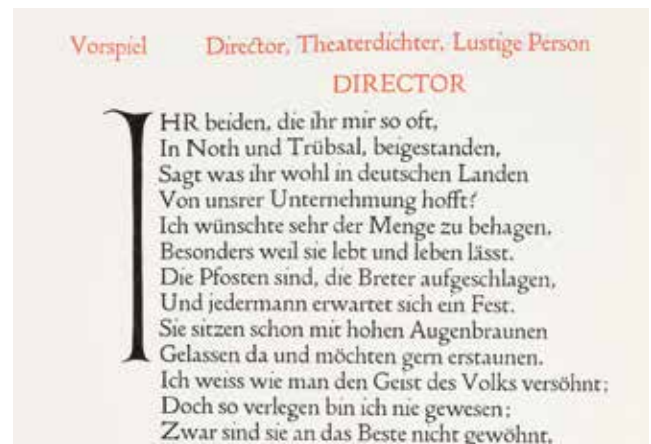 Vorspiel Director, Theaterdichter, Lustige Person
DIRECTOR
IHR beiden, die ihr mir so oft,
In Noth und Trübsal, beigestanden,
Sagt was ihr wohl in deutschen Landen
Von unsrer Unternehmung hofft?
Ich wünschte sehr der Menge zu behagen,
Besonders weil sie lebt und leben lässt.
Die Pfosten sind, die Breter aufgeschlagen,
Und jedermann erwartet sich ein Fest.
Sie sitzen schon mit hohen Augenbraunen
Gelassen da und möchten gern erstaunen.
Ich weiss wie man den Geist des Volks versöhnt;
Doch so verlegen bin ich nie gewesen;
Zwar sind sie an das Beste nicht gewöhnt,